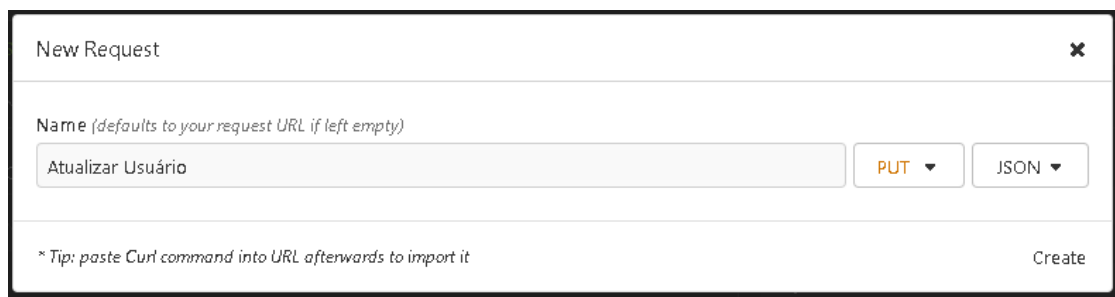 New Request
Name (defaults to your request URL if left empty)
Atualizar Usuário PUT JSON
* Tip: paste Curl command into URL afterwards to import it Create